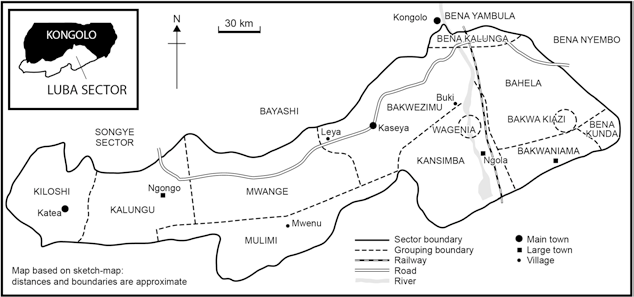 KONGOLO
LUBA SECTOR
N
30 km
Kongolo
BENA YAMBULA
BENA KALUNGA
BENA NYEMBO
BAHELA
BAYASHI
Buki
BAKWEZIMU
BAKWA KIAZI
BENA
KUNDA
SONGYE
SECTOR
Leya
Kaseya
WAGENIA
BAKWANIAMA
KANSIMBA
Ngola
KILOSHI
Katea
KALUNGU
Ngongo
MWANGE
Mwenu
MULIMI
Map based on sketch-map:
distances and boundaries are approximate
Sector boundary
Grouping boundary
Railway
Road
River
Main town
Large town
Village